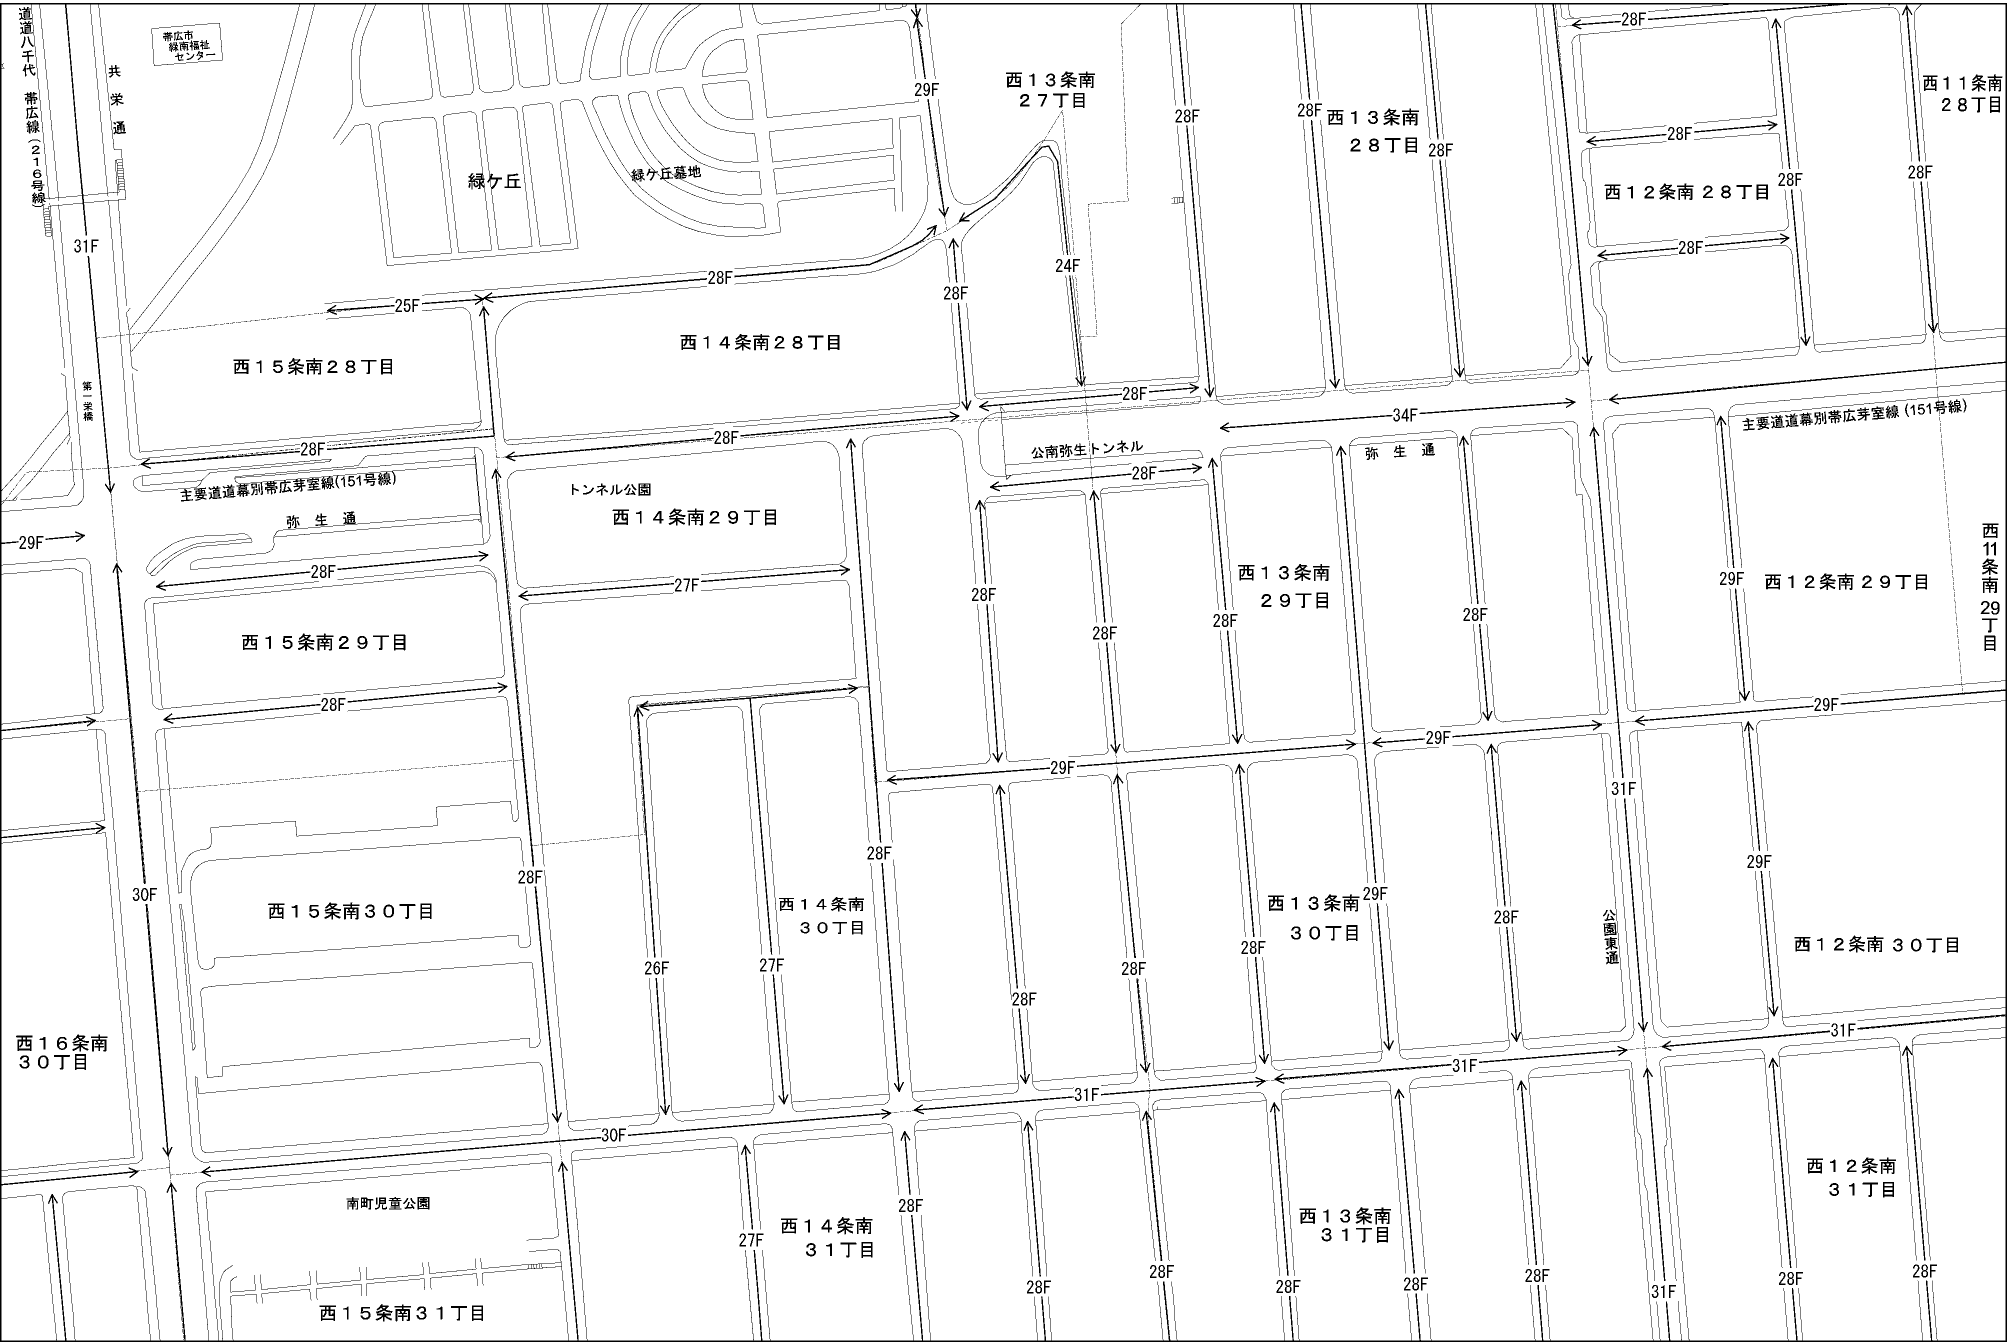 道道八千代　帯広線(216号線)
共栄通
帯広市
緑南福祉
センター
31F
第一栄橋
緑ケ丘
緑ケ丘墓地
29F
西13条南
27丁目
28F
28F
西13条南
28丁目
28F
28F
28F
西12条南28丁目
28F
28F
28F
西11条南
28丁目
25F
28F
28F
24F
西15条南28丁目
西14条南28丁目
28F
28F
28F
34F
主要道道幕別帯広芽室線(151号線)
主要道道幕別帯広芽室線(151号線)
弥生通
トンネル公園
西14条南29丁目
公南弥生トンネル
28F
弥生通
29F
28F
27F
28F
28F
28F
西13条南
29丁目
28F
29F
西12条南29丁目
西11条南29丁目
西15条南29丁目
28F
29F
29F
29F
31F
30F
西15条南30丁目
28F
26F
27F
西14条南
30丁目
28F
28F
28F
28F
西13条南
30丁目
29F
28F
公園東通
29F
西12条南30丁目
西16条南
30丁目
30F
31F
31F
31F
南町児童公園
西15条南31丁目
27F
西14条南
31丁目
28F
28F
28F
28F
西13条南
31丁目
28F
28F
31F
28F
西12条南
31丁目
28F